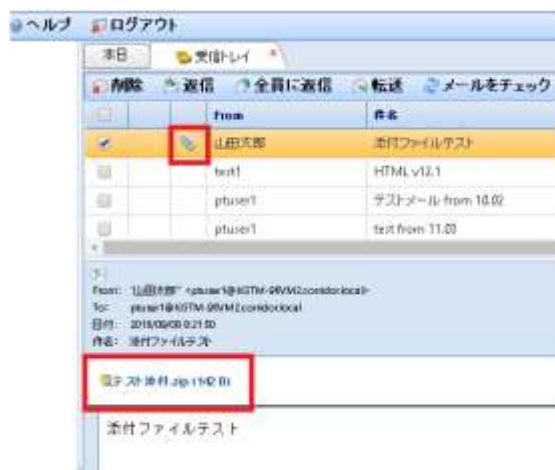 ヘルプ ログアウト
本日 受信トレイ
削除 返信 全員に返信 転送 メールをチェック
From 件名
山田太郎 添付ファイルテスト
test1 HTML v12.1
ptuser1 テストメール from 10.02
ptuser1 test from 11.03
From: "山田太郎"
To:
日付:
件名: 添付ファイルテスト
テスト添付.zip (142 B)
添付ファイルテスト